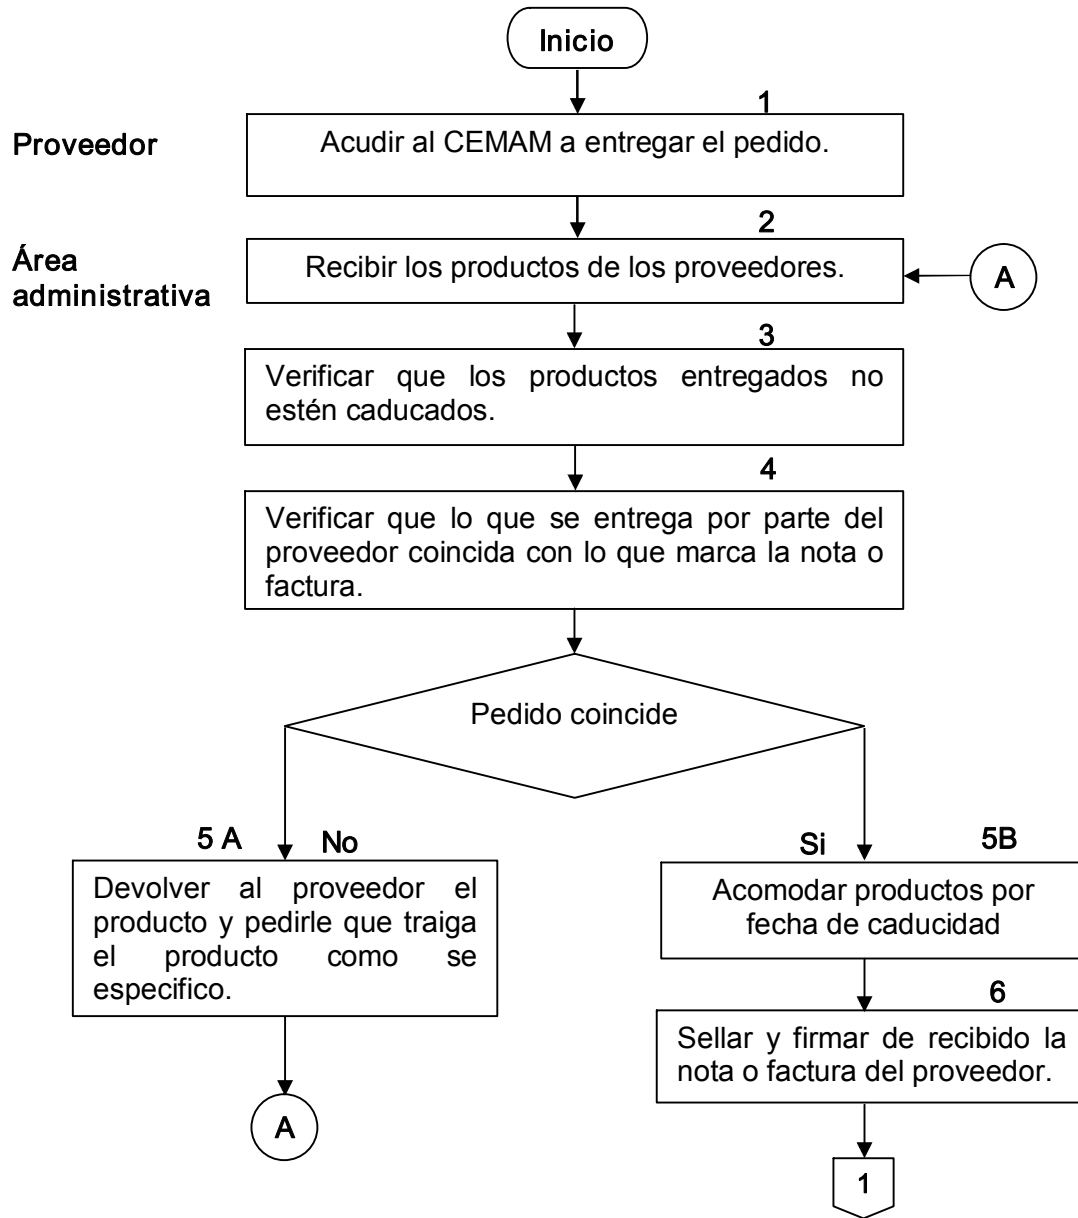 Inicio
1
Proveedor
Acudir al CEMAM a entregar el pedido.
2
Área
administrativa
Recibir los productos de los proveedores.
A
3
Verificar que los productos entregados no
estén caducados.
4
Verificar que lo que se entrega por parte del
proveedor coincida con lo que marca la nota o
factura.
Pedido coincide
5 A
No
Devolver al proveedor el
producto y pedirle que traiga
el producto como se
especifico.
A
Si
5B
Acomodar productos por
fecha de caducidad
6
Sellar y firmar de recibido la
nota o factura del proveedor.
1